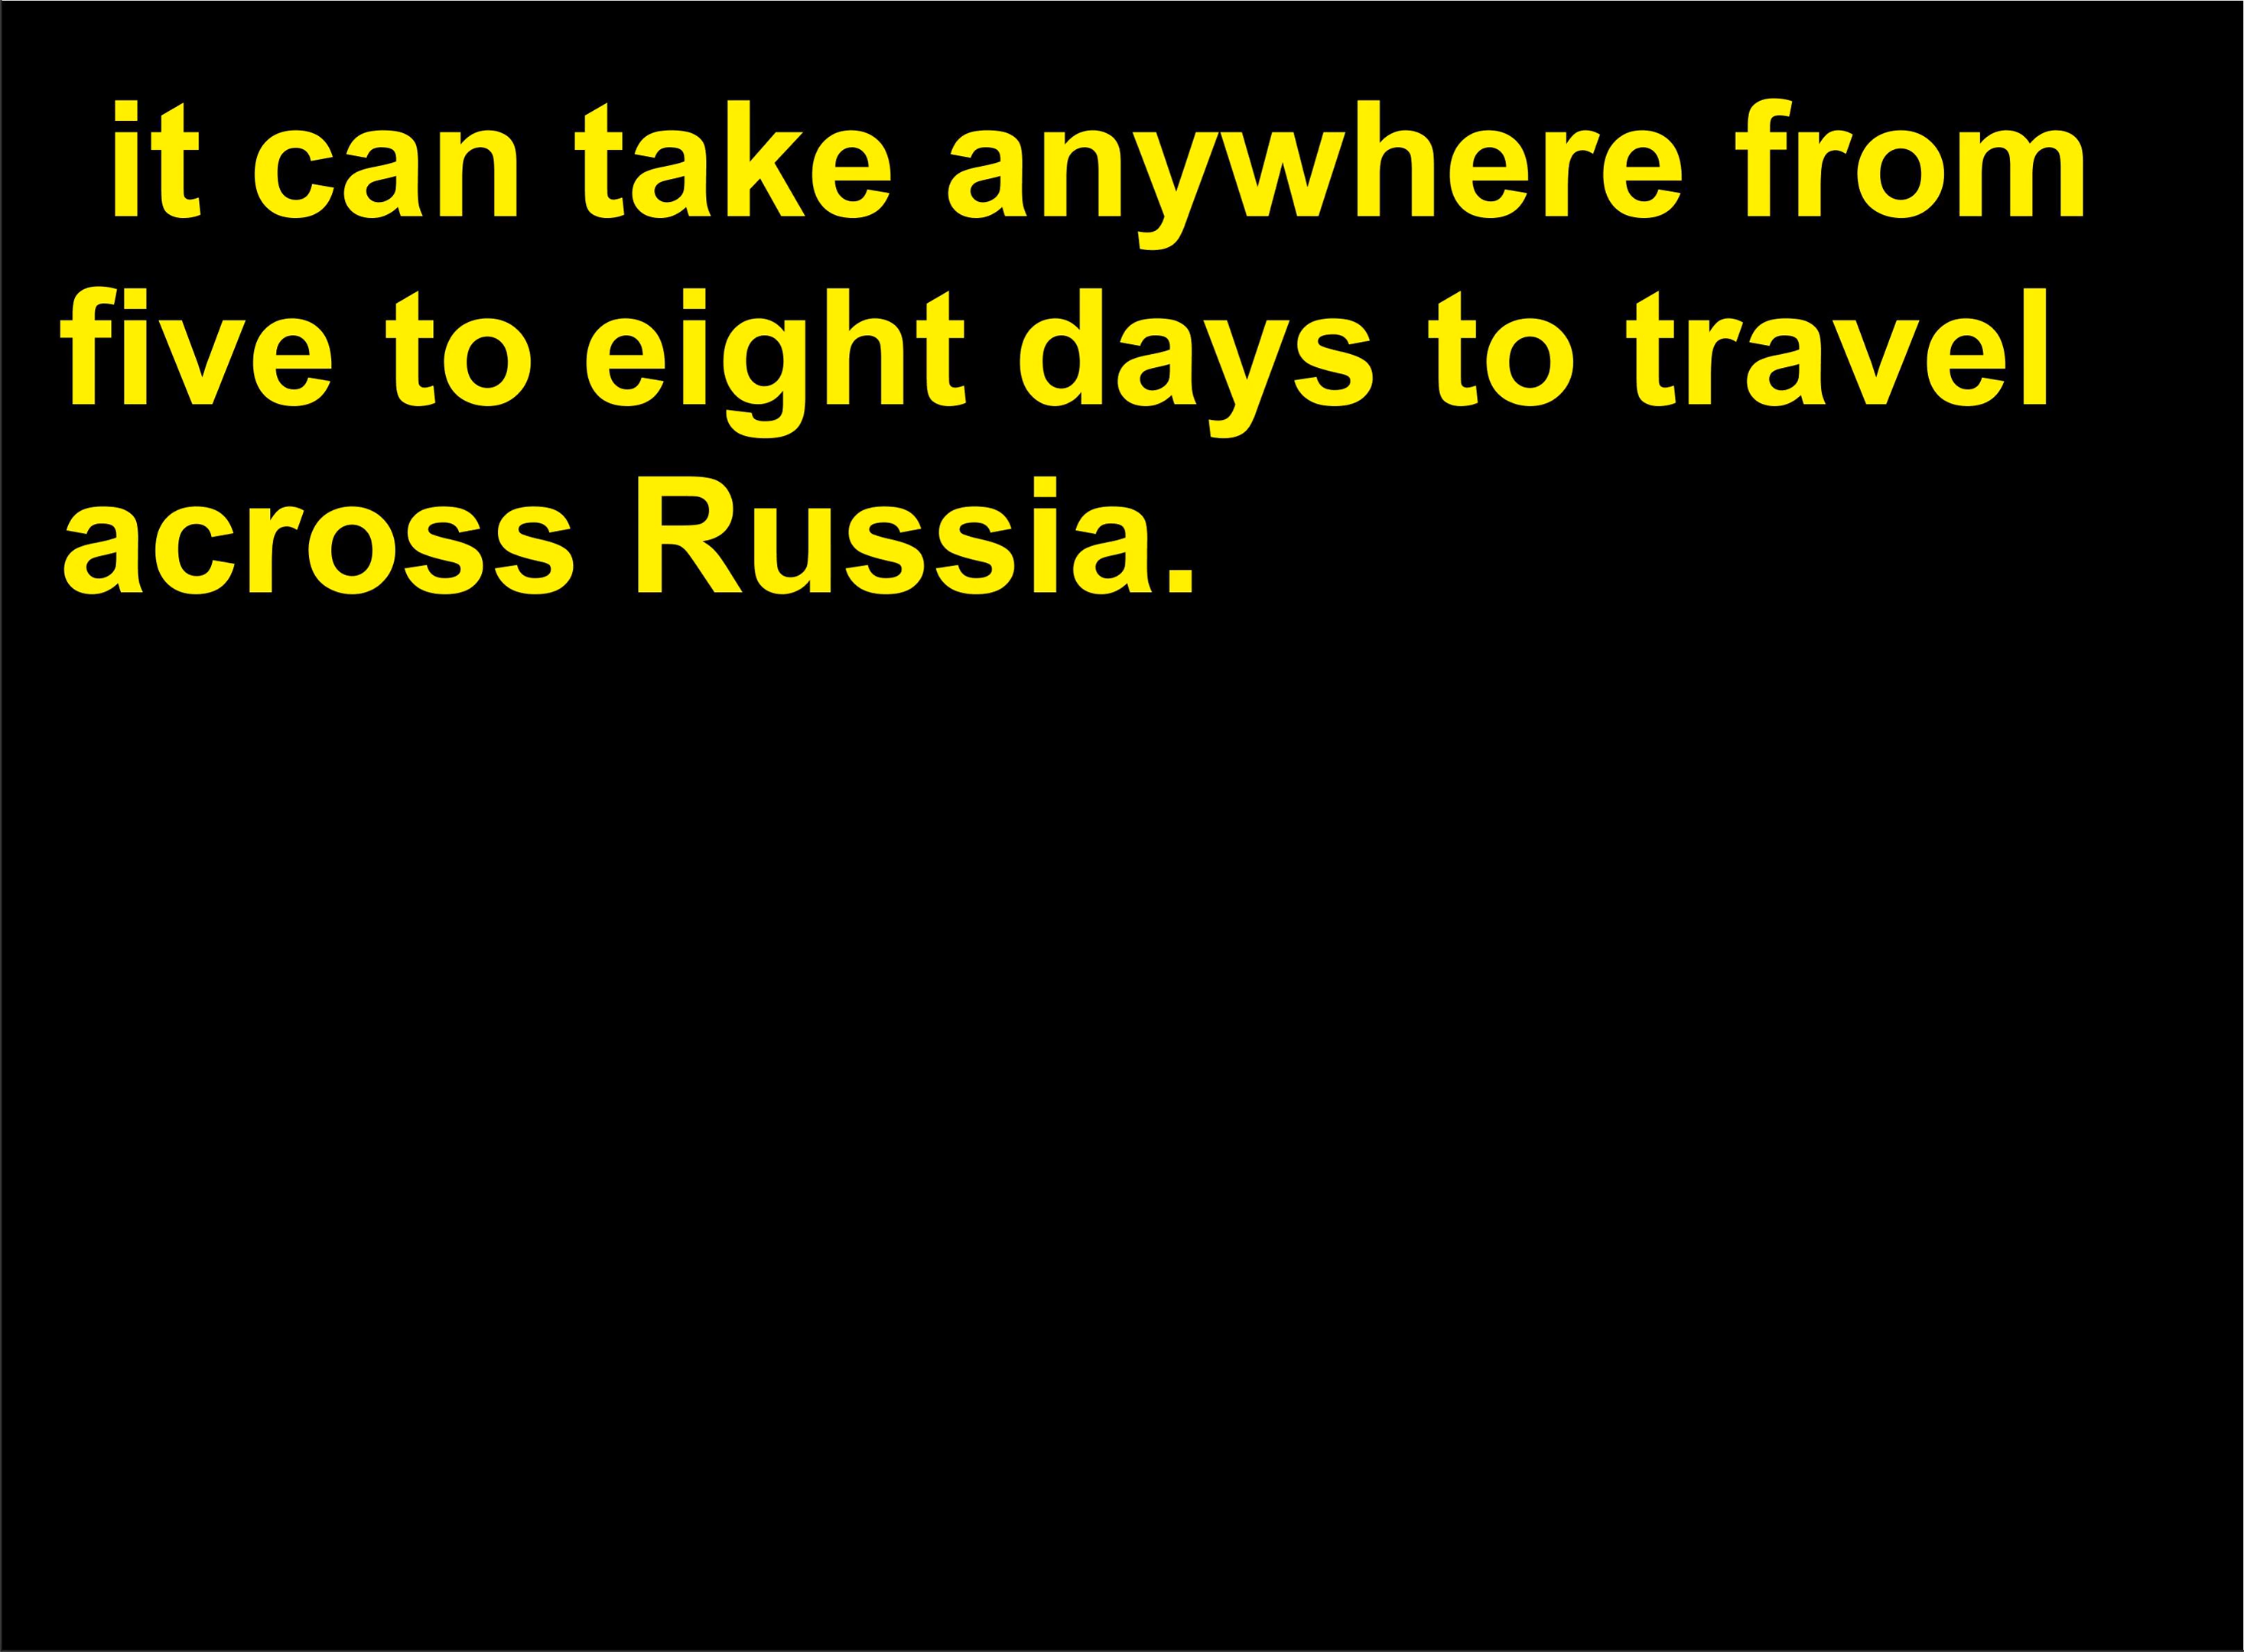 it can take anywhere from
five to eight days to travel
across Russia.